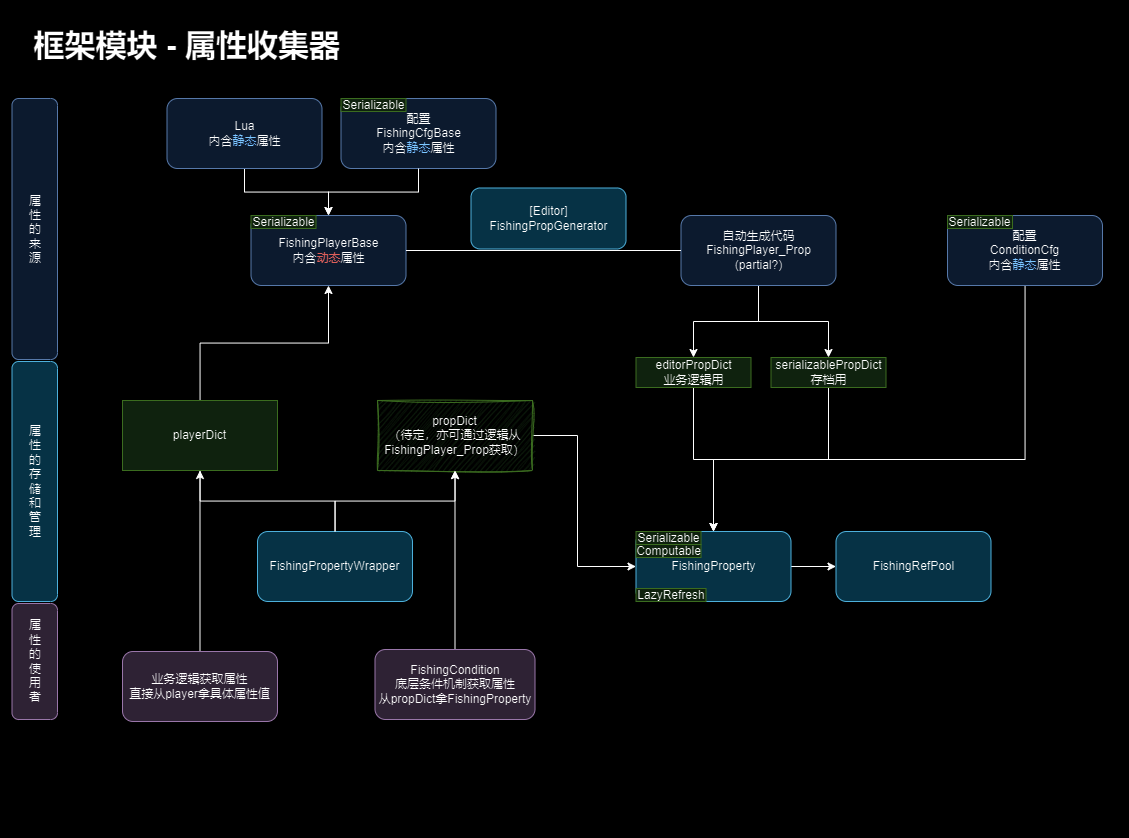 框架模块 - 属性收集器
属性的来源
Lua
内含静态属性
Serializable
配置
FishingCfgBase
内含静态属性
Serializable
FishingPlayerBase
内含动态属性
[Editor]
FishingPropGenerator
自动生成代码
FishingPlayer_Prop
(partial?)
Serializable
配置
ConditionCfg
内含静态属性
属性的存储和管理
editorPropDict
业务逻辑用
serializablePropDict
存档用
playerDict
propDict
（待定，亦可通过逻辑从
FishingPlayer_Prop获取）
FishingPropertyWrapper
Serializable
Computable
FishingProperty
LazyRefresh
FishingRefPool
属性的使用者
业务逻辑获取属性
直接从player拿具体属性值
FishingCondition
底层条件机制获取属性
从propDict拿FishingProperty